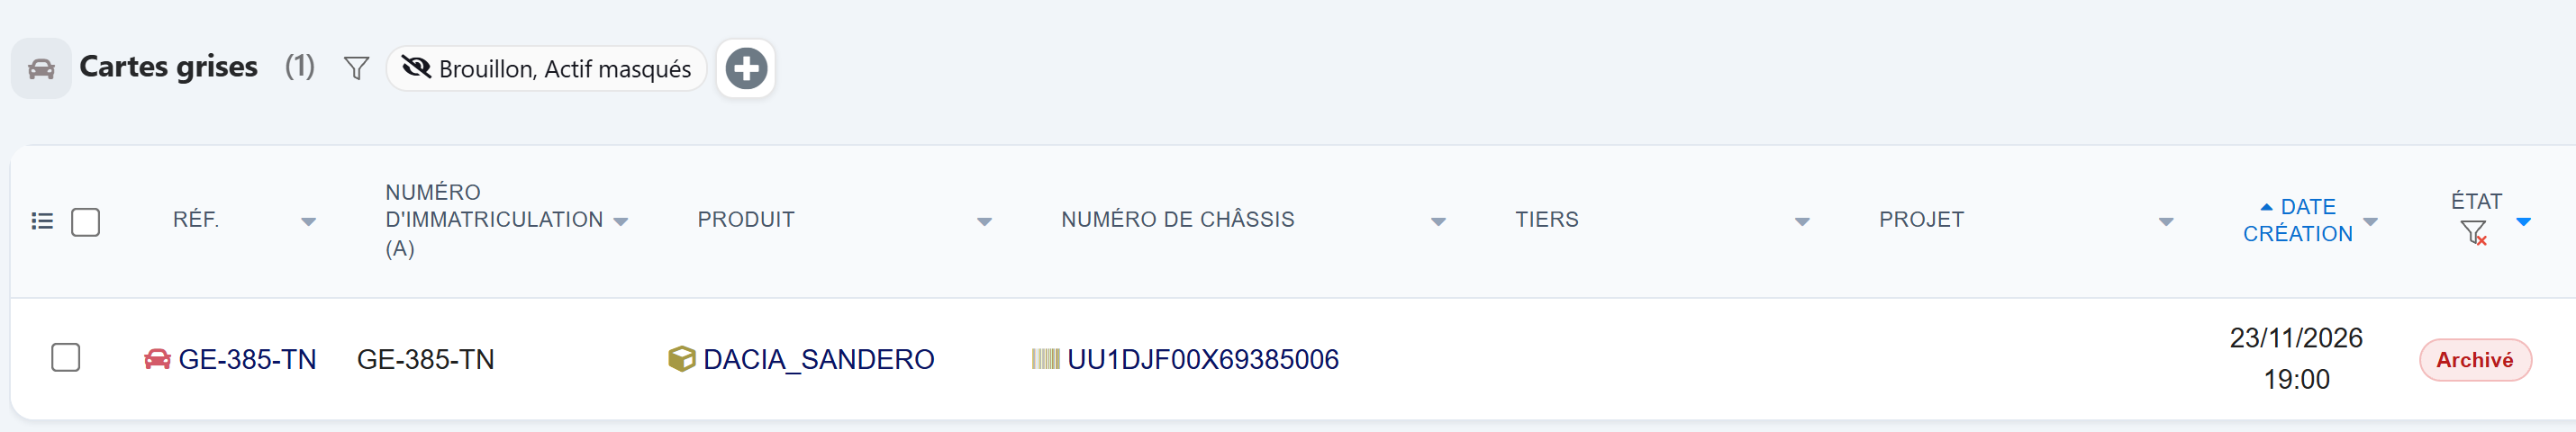 Cartes grises (1) Brouillon, Actif masqués
RÉF.
NUMÉRO
D'IMMATRICULATION
(A)
PRODUIT
NUMÉRO DE CHÂSSIS
TIERS
PROJET
DATE
CRÉATION
ÉTAT
GE-385-TN
GE-385-TN
DACIA_SANDERO
UU1DJF00X69385006
23/11/2026
19:00
Archivé